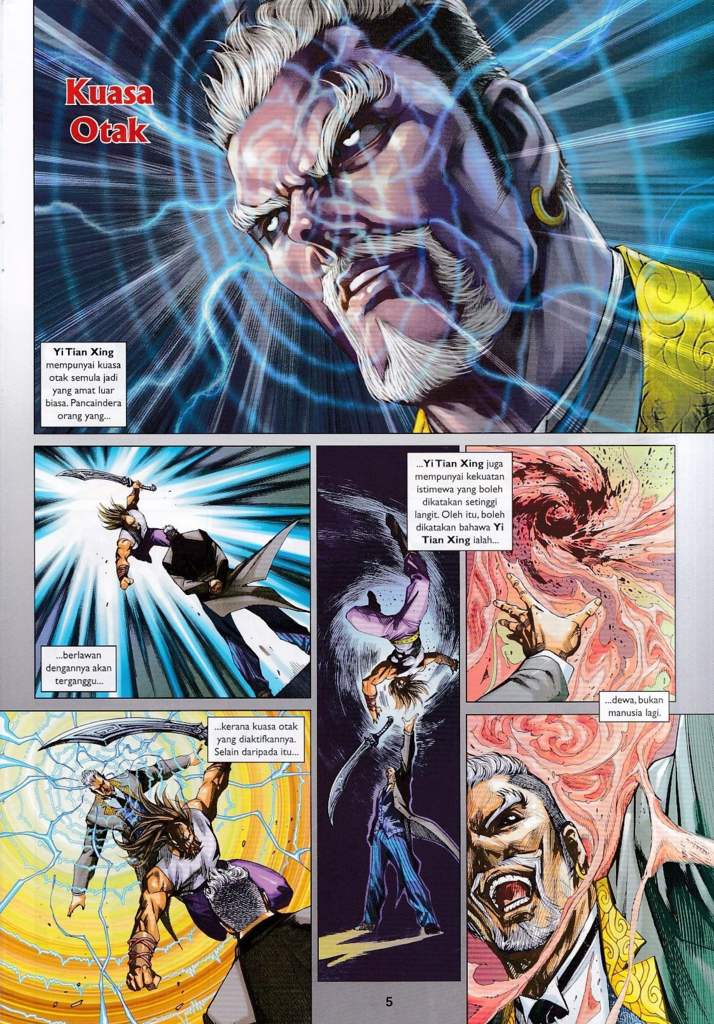 Kuasa
Otak
Yi Tian Xing
mempunyai kuasa
otak semula jadi
yang amat luar
biasa. Pancaindera
orang yang...
...berlawan
dengannya akan
terganggu...
...kerana kuasa otak
yang diaktifkannya.
Selain daripada itu...
...Yi Tian Xing juga
mempunyai kekuatan
istimewa yang boleh
dikatakan setinggi
langit. Oleh itu, boleh
dikatakan bahawa Yi
Tian Xing ialah...
...dewa, bukan
manusia lagi.
5